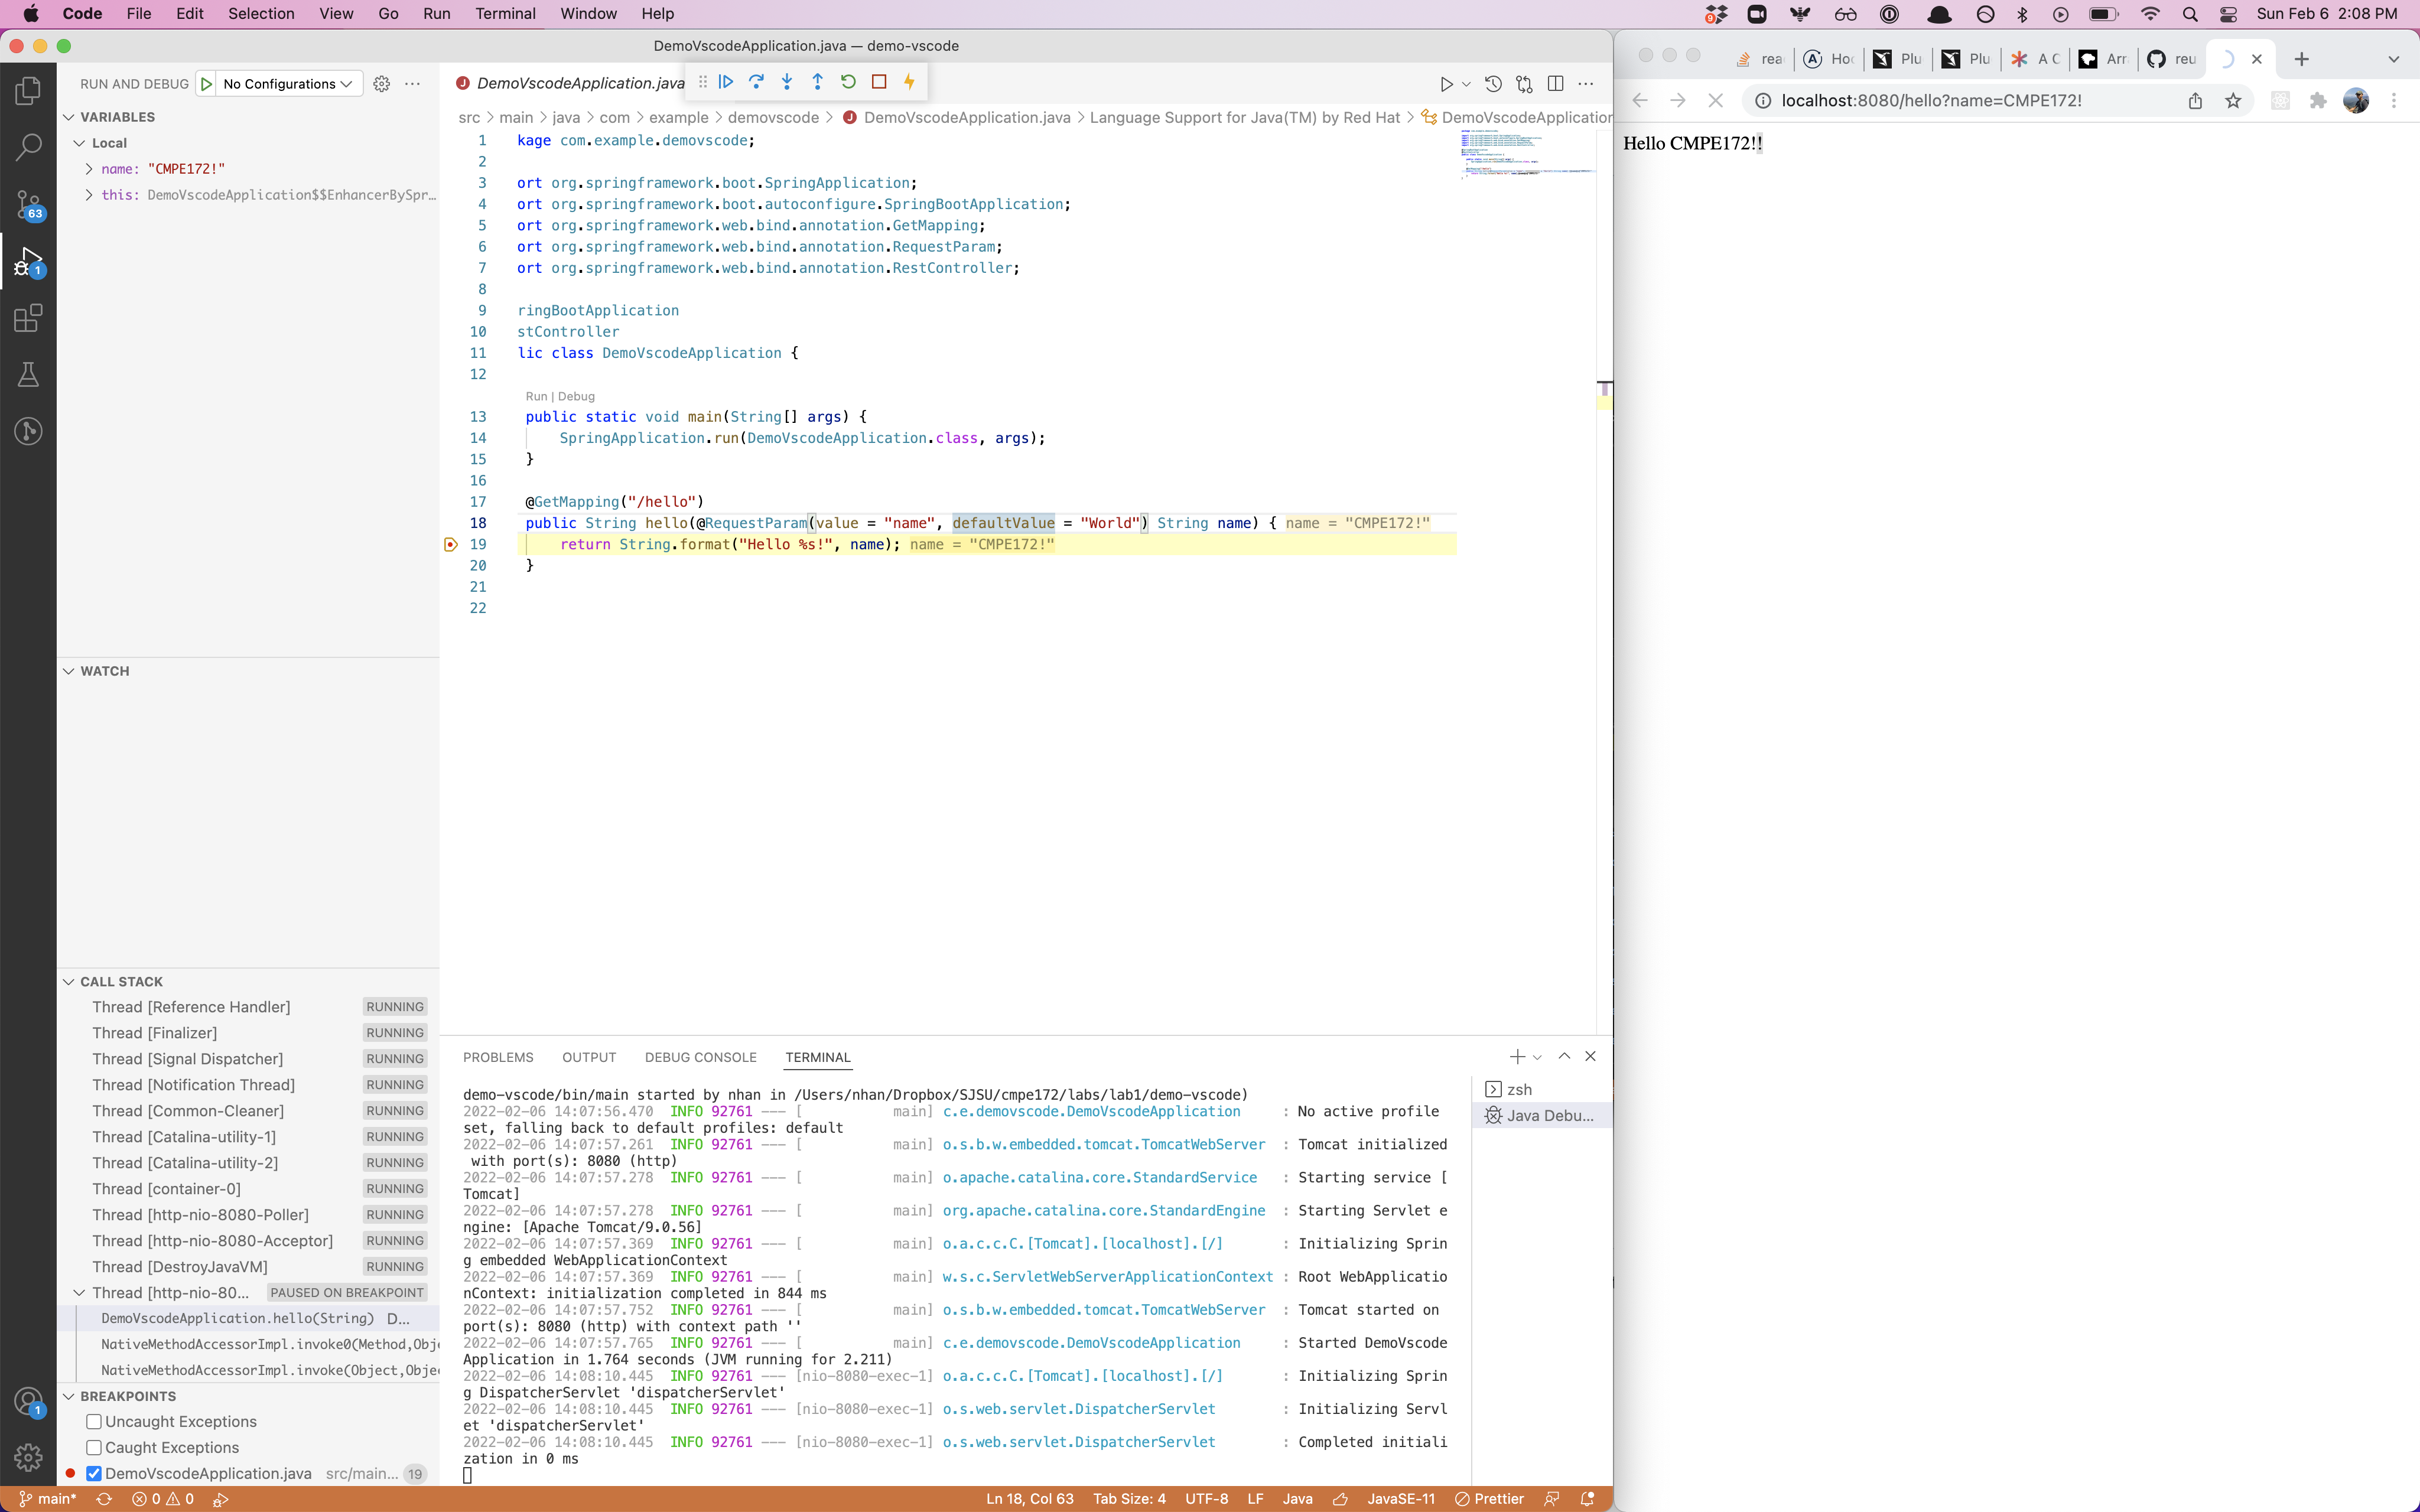 Code File Edit Selection View Go Run Terminal Window Help
9
Sun Feb 6 2:08 PM
DemoVscodeApplication.java — demo-vscode
RUN AND DEBUG
No Configurations
VARIABLES
Local
name: "CMPE172!"
this: DemoVscodeApplication$$EnhancerBySpr...
63
1
WATCH
CALL STACK
Thread [Reference Handler] RUNNING
Thread [Finalizer] RUNNING
Thread [Signal Dispatcher] RUNNING
Thread [Notification Thread] RUNNING
Thread [Common-Cleaner] RUNNING
Thread [Catalina-utility-1] RUNNING
Thread [Catalina-utility-2] RUNNING
Thread [container-0] RUNNING
Thread [http-nio-8080-Poller] RUNNING
Thread [http-nio-8080-Acceptor] RUNNING
Thread [DestroyJavaVM] RUNNING
Thread [http-nio-80... PAUSED ON BREAKPOINT
DemoVscodeApplication.hello(String) D...
NativeMethodAccessorImpl.invoke0(Method,Obje
NativeMethodAccessorImpl.invoke(Object,Objec
BREAKPOINTS
Uncaught Exceptions
Caught Exceptions
DemoVscodeApplication.java src/main... 19
1
DemoVscodeApplication.java
src > main > java > com > example > demovscode > DemoVscodeApplication.java > Language Support for Java(TM) by Red Hat > DemoVscodeApplication
1 kage com.example.demovscode;
2
3 ort org.springframework.boot.SpringApplication;
4 ort org.springframework.boot.autoconfigure.SpringBootApplication;
5 ort org.springframework.web.bind.annotation.GetMapping;
6 ort org.springframework.web.bind.annotation.RequestParam;
7 ort org.springframework.web.bind.annotation.RestController;
8
9 ringBootApplication
10 stController
11 lic class DemoVscodeApplication {
12
Run | Debug
13 public static void main(String[] args) {
14 SpringApplication.run(DemoVscodeApplication.class, args);
15 }
16
17 @GetMapping("/hello")
18 public String hello(@RequestParam(value = "name", defaultValue = "World") String name) { name = "CMPE172!"
19 return String.format("Hello %s!", name); name = "CMPE172!"
20 }
21
22
PROBLEMS OUTPUT DEBUG CONSOLE TERMINAL
zsh
Java Debu...
demo-vscode/bin/main started by nhan in /Users/nhan/Dropbox/SJSU/cmpe172/labs/lab1/demo-vscode)
2022-02-06 14:07:56.470 INFO 92761 --- [ main] c.e.demovscode.DemoVscodeApplication : No active profile
set, falling back to default profiles: default
2022-02-06 14:07:57.261 INFO 92761 --- [ main] o.s.b.w.embedded.tomcat.TomcatWebServer : Tomcat initialized
with port(s): 8080 (http)
2022-02-06 14:07:57.278 INFO 92761 --- [ main] o.apache.catalina.core.StandardService : Starting service [
Tomcat]
2022-02-06 14:07:57.278 INFO 92761 --- [ main] org.apache.catalina.core.StandardEngine : Starting Servlet e
ngine: [Apache Tomcat/9.0.56]
2022-02-06 14:07:57.369 INFO 92761 --- [ main] o.a.c.c.C.[Tomcat].[localhost].[/] : Initializing Sprin
g embedded WebApplicationContext
2022-02-06 14:07:57.369 INFO 92761 --- [ main] w.s.c.ServletWebServerApplicationContext : Root WebApplicatio
nContext: initialization completed in 844 ms
2022-02-06 14:07:57.752 INFO 92761 --- [ main] o.s.b.w.embedded.tomcat.TomcatWebServer : Tomcat started on
port(s): 8080 (http) with context path ''
2022-02-06 14:07:57.765 INFO 92761 --- [ main] c.e.demovscode.DemoVscodeApplication : Started DemoVscode
Application in 1.764 seconds (JVM running for 2.211)
2022-02-06 14:08:10.445 INFO 92761 --- [nio-8080-exec-1] o.a.c.c.C.[Tomcat].[localhost].[/] : Initializing Sprin
g DispatcherServlet 'dispatcherServlet'
2022-02-06 14:08:10.445 INFO 92761 --- [nio-8080-exec-1] o.s.web.servlet.DispatcherServlet : Initializing Servl
et 'dispatcherServlet'
2022-02-06 14:08:10.445 INFO 92761 --- [nio-8080-exec-1] o.s.web.servlet.DispatcherServlet : Completed initiali
zation in 0 ms
main* 0 0 Ln 18, Col 63 Tab Size: 4 UTF-8 LF Java JavaSE-11 Prettier
rea Ho Plu Plu A C Arr reu
localhost:8080/hello?name=CMPE172!
Hello CMPE172!!